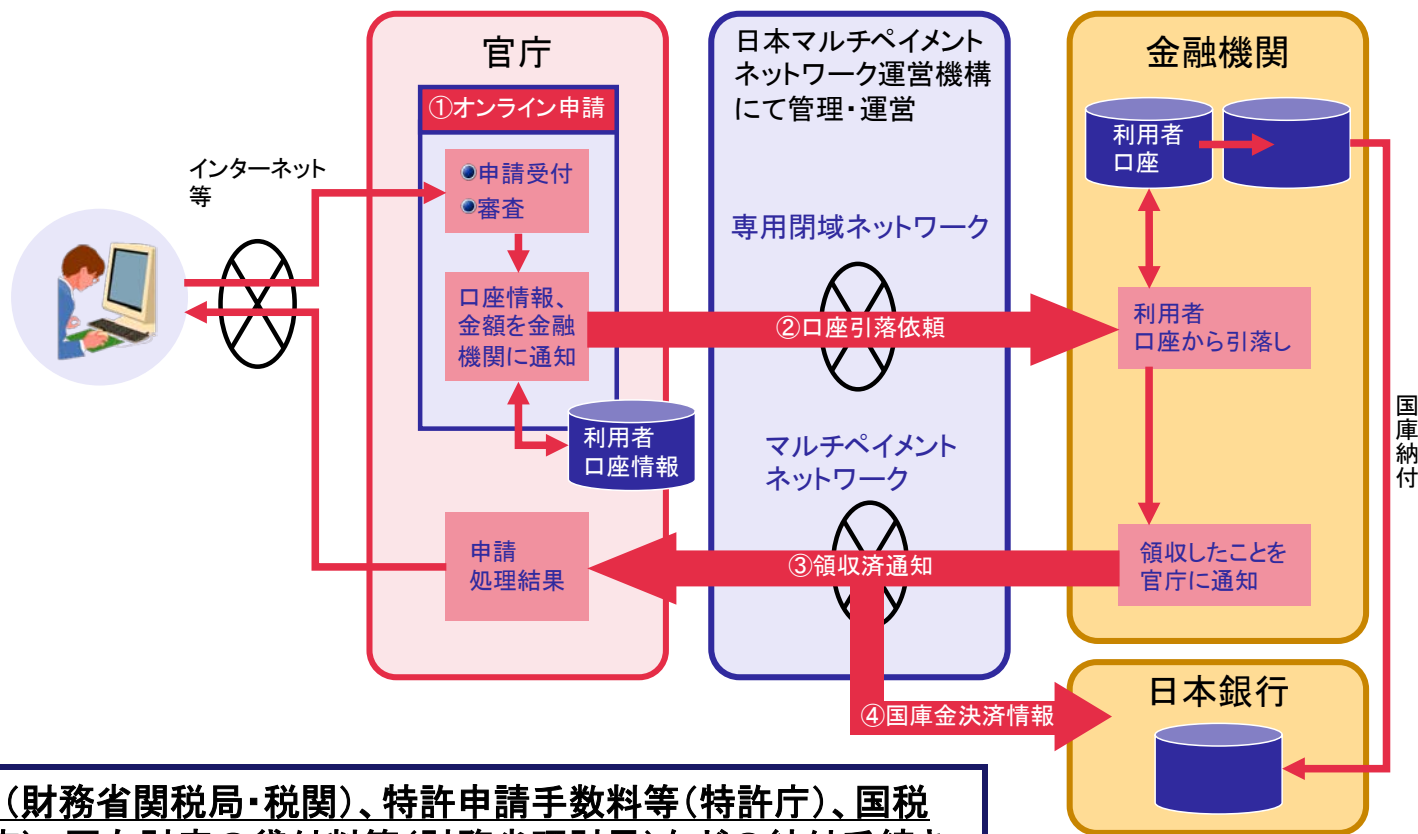 官庁
①オンライン申請
●申請受付
●審査
口座情報、
金額を金融
機関に通知
利用者
口座情報
申請
処理結果
インターネット
等
日本マルチペイメント
ネットワーク運営機構
にて管理・運営
専用閉域ネットワーク
②口座引落依頼
マルチペイメント
ネットワーク
③領収済通知
④国庫金決済情報
金融機関
利用者
口座
利用者
口座から引落し
領収したことを
官庁に通知
国庫納付
日本銀行
(財務省関税局・税関)、特許申請手数料等(特許庁)、国税